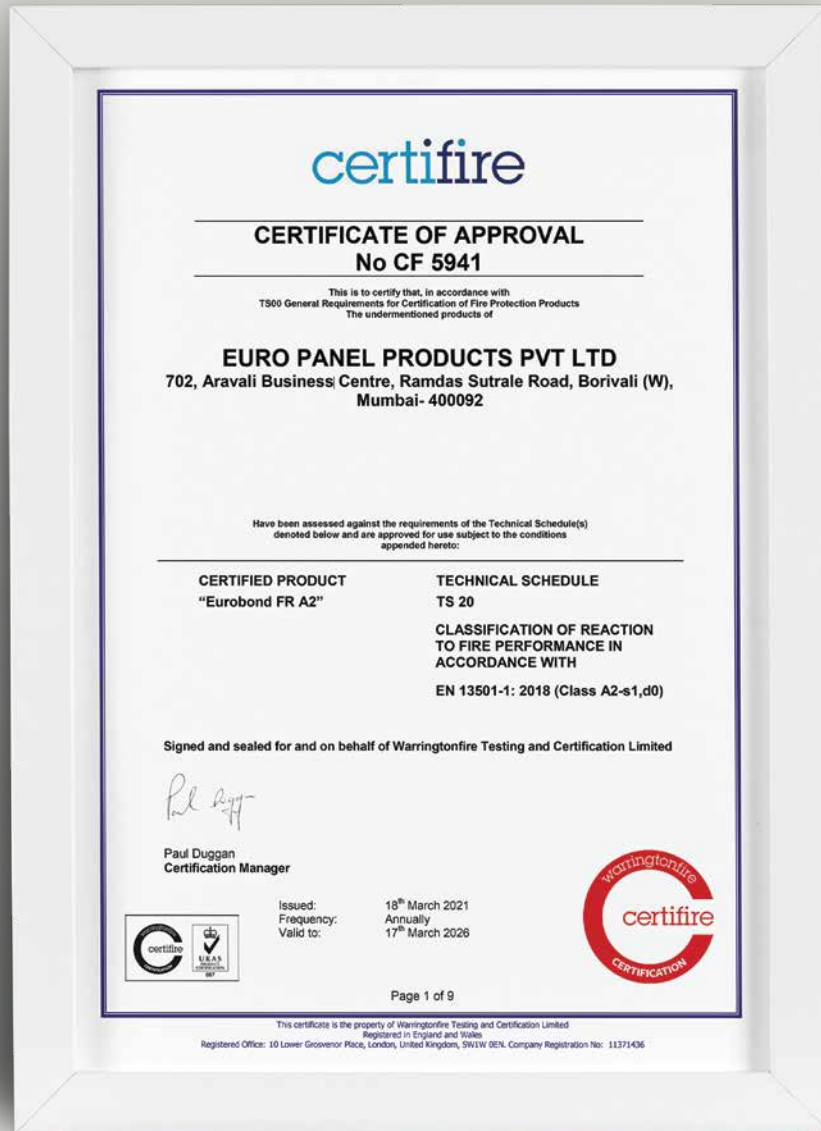 certifire
CERTIFICATE OF APPROVAL
No CF 5941
This is to certify that, in accordance with
TS00 General Requirements for Certification of Fire Protection Products
The undermentioned products of
EURO PANEL PRODUCTS PVT LTD
702, Aravali Business Centre, Ramdas Sutrale Road, Borivali (W),
Mumbai- 400092
Have been assessed against the requirements of the Technical Schedule(s)
denoted below and are approved for use subject to the conditions
appended hereto:
CERTIFIED PRODUCT
"Eurobond FR A2"
TECHNICAL SCHEDULE
TS 20
CLASSIFICATION OF REACTION
TO FIRE PERFORMANCE IN
ACCORDANCE WITH
EN 13501-1: 2018 (Class A2-s1,d0)
Signed and sealed for and on behalf of Warringtonfire Testing and Certification Limited
Paul Duggan
Certification Manager
Issued: 18th March 2021
Frequency: Annually
Valid to: 17th March 2026
certifire
UKAS
PRODUCT
CERTIFICATION
warringtonfire
certifire
CERTIFICATION
Page 1 of 9
This certificate is the property of Warringtonfire Testing and Certification Limited
Registered in England and Wales
Registered Office: 10 Lower Grosvenor Place, London, United Kingdom, SW1W 0EN. Company Registration No: 11371436